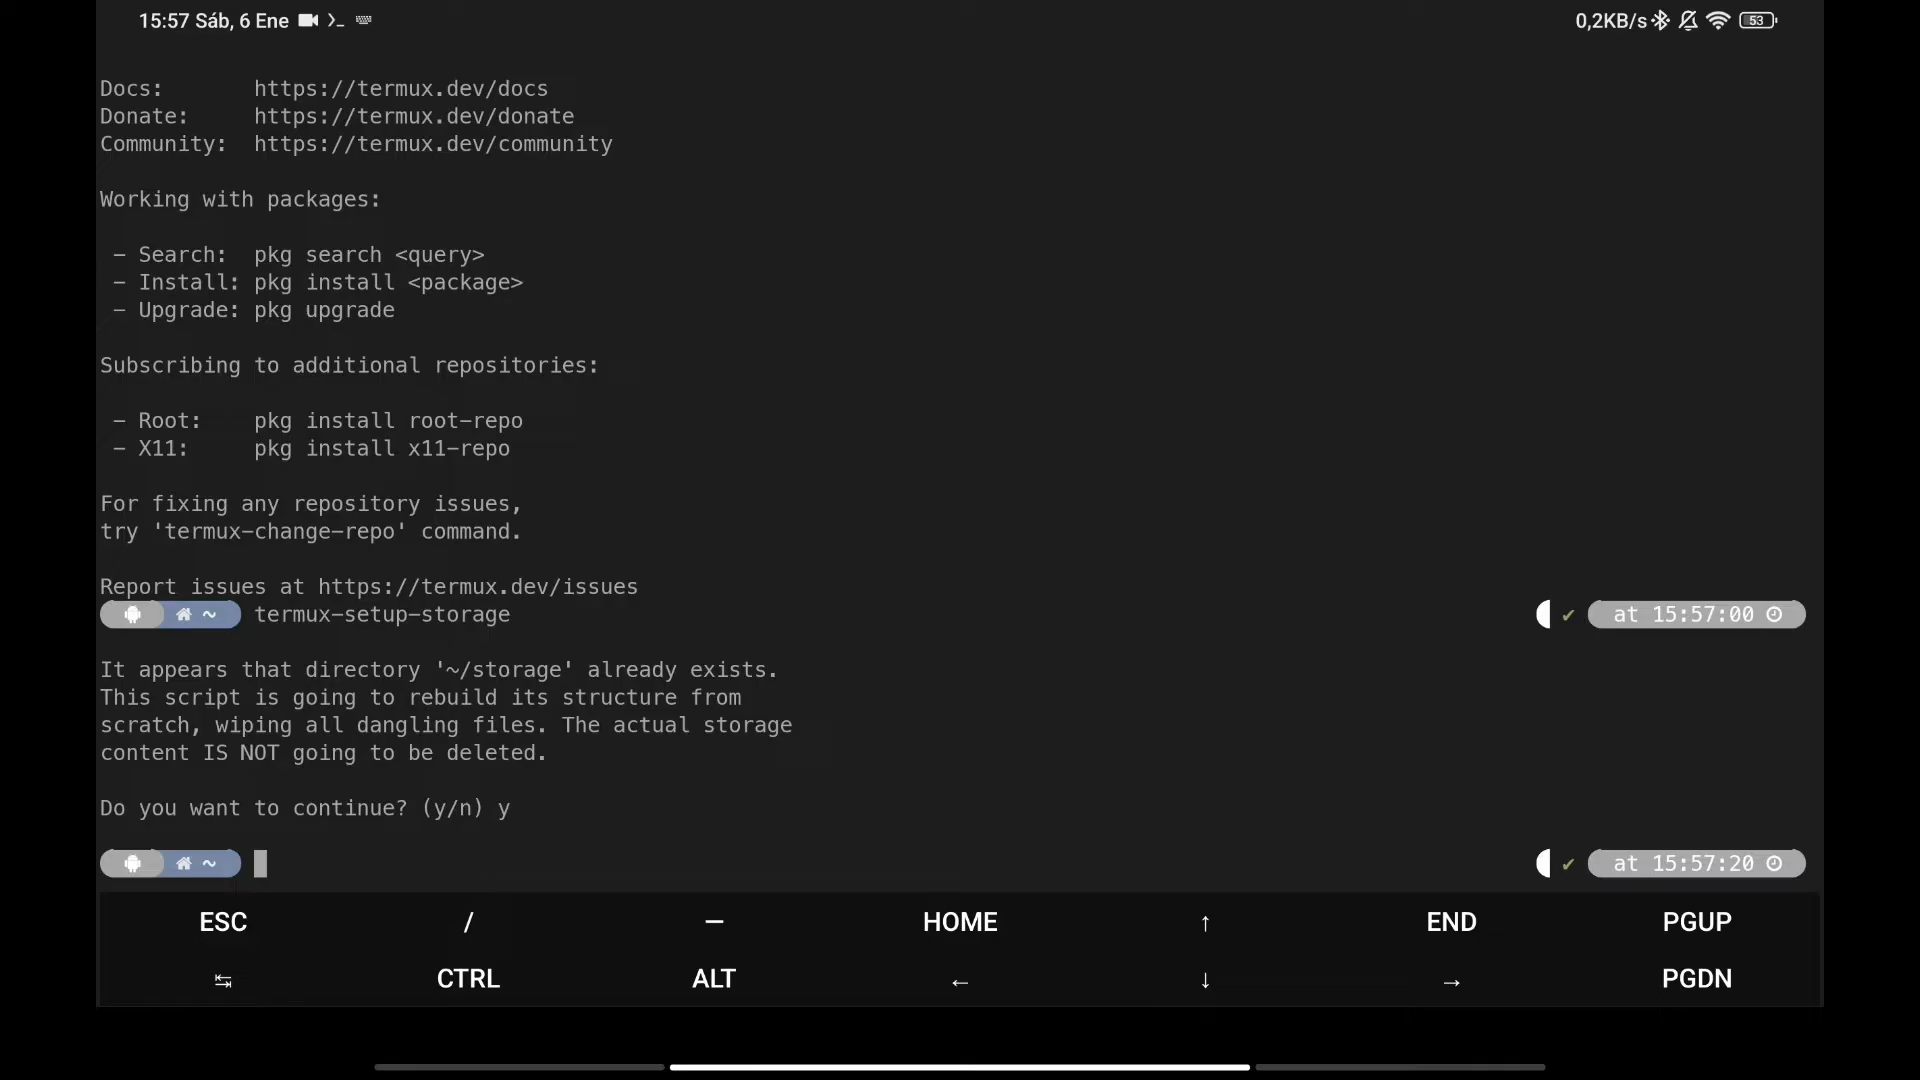 15:57 Sáb, 6 Ene
0,2KB/s 53
Docs: https://termux.dev/docs
Donate: https://termux.dev/donate
Community: https://termux.dev/community
Working with packages:
- Search: pkg search <query>
- Install: pkg install <package>
- Upgrade: pkg upgrade
Subscribing to additional repositories:
- Root: pkg install root-repo
- X11: pkg install x11-repo
For fixing any repository issues,
try 'termux-change-repo' command.
Report issues at https://termux.dev/issues
~ termux-setup-storage ✔ at 15:57:00
It appears that directory '~/storage' already exists.
This script is going to rebuild its structure from
scratch, wiping all dangling files. The actual storage
content IS NOT going to be deleted.
Do you want to continue? (y/n) y
~ ✔ at 15:57:20
ESC / — HOME ↑ END PGUP
↹ CTRL ALT ← ↓ → PGDN